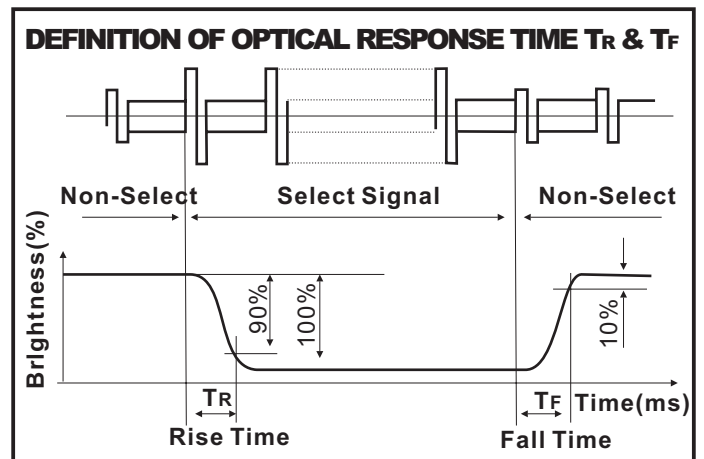 DEFINITION OF OPTICAL RESPONSE TIME TR & TF
Non-Select Select Signal Non-Select
BrIghtness(%)
90%
100%
10%
TR TF Time(ms)
Rise Time Fall Time